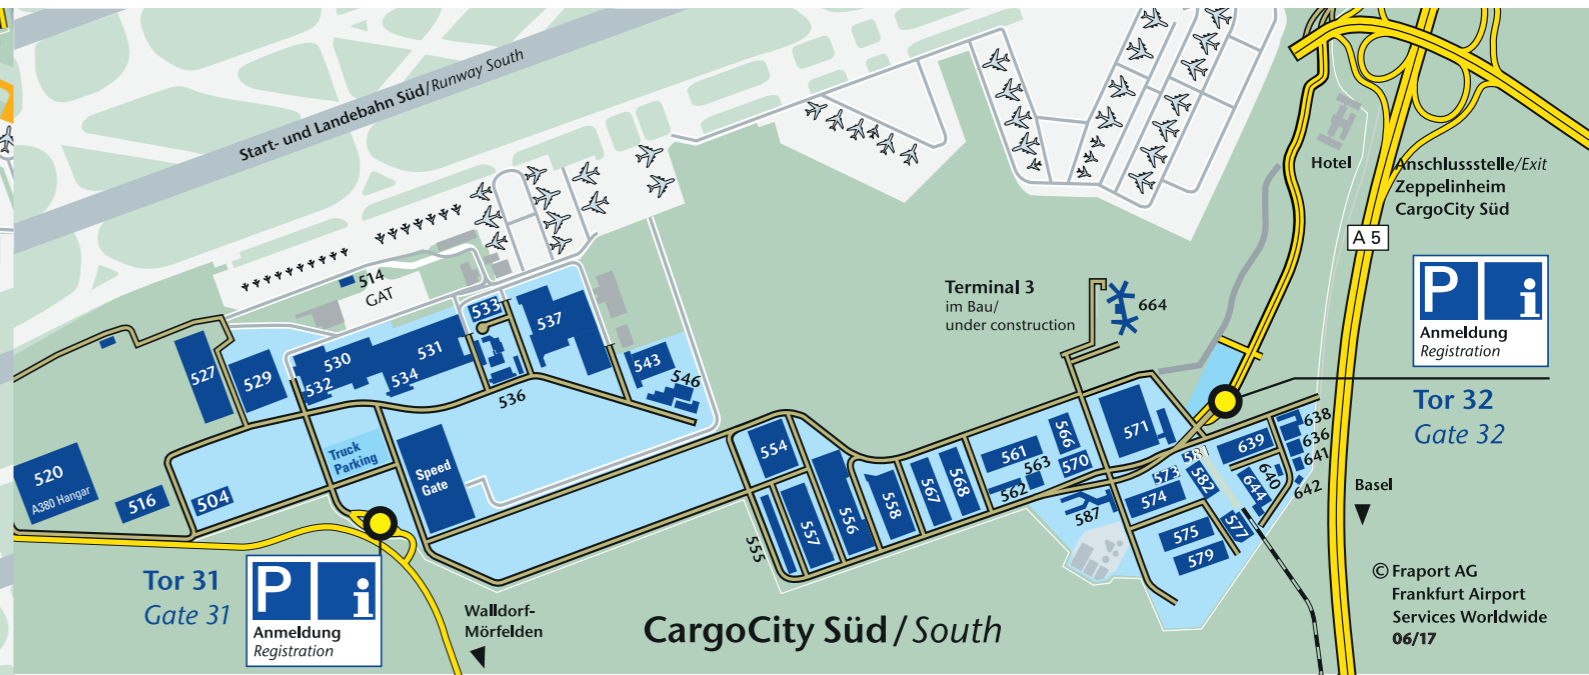 Start- und Landebahn Süd/Runway South
Hotel
Anschlussstelle/Exit
Zeppelinheim
CargoCity Süd
A 5
P i
Anmeldung
Registration
Tor 32
Gate 32
514
GAT
Terminal 3
im Bau/
under construction
664
533
537
527
529
530
531
532
534
536
543
546
520
A380 Hangar
516
504
Truck
Parking
Speed
Gate
554
555
557
556
558
567
568
561
562
563
566
570
571
573
574
575
577
579
581
582
587
638
636
639
640
641
642
644
Basel
Tor 31
Gate 31
P i
Anmeldung
Registration
Walldorf-
Mörfelden
CargoCity Süd / South
© Fraport AG
Frankfurt Airport
Services Worldwide
06/17